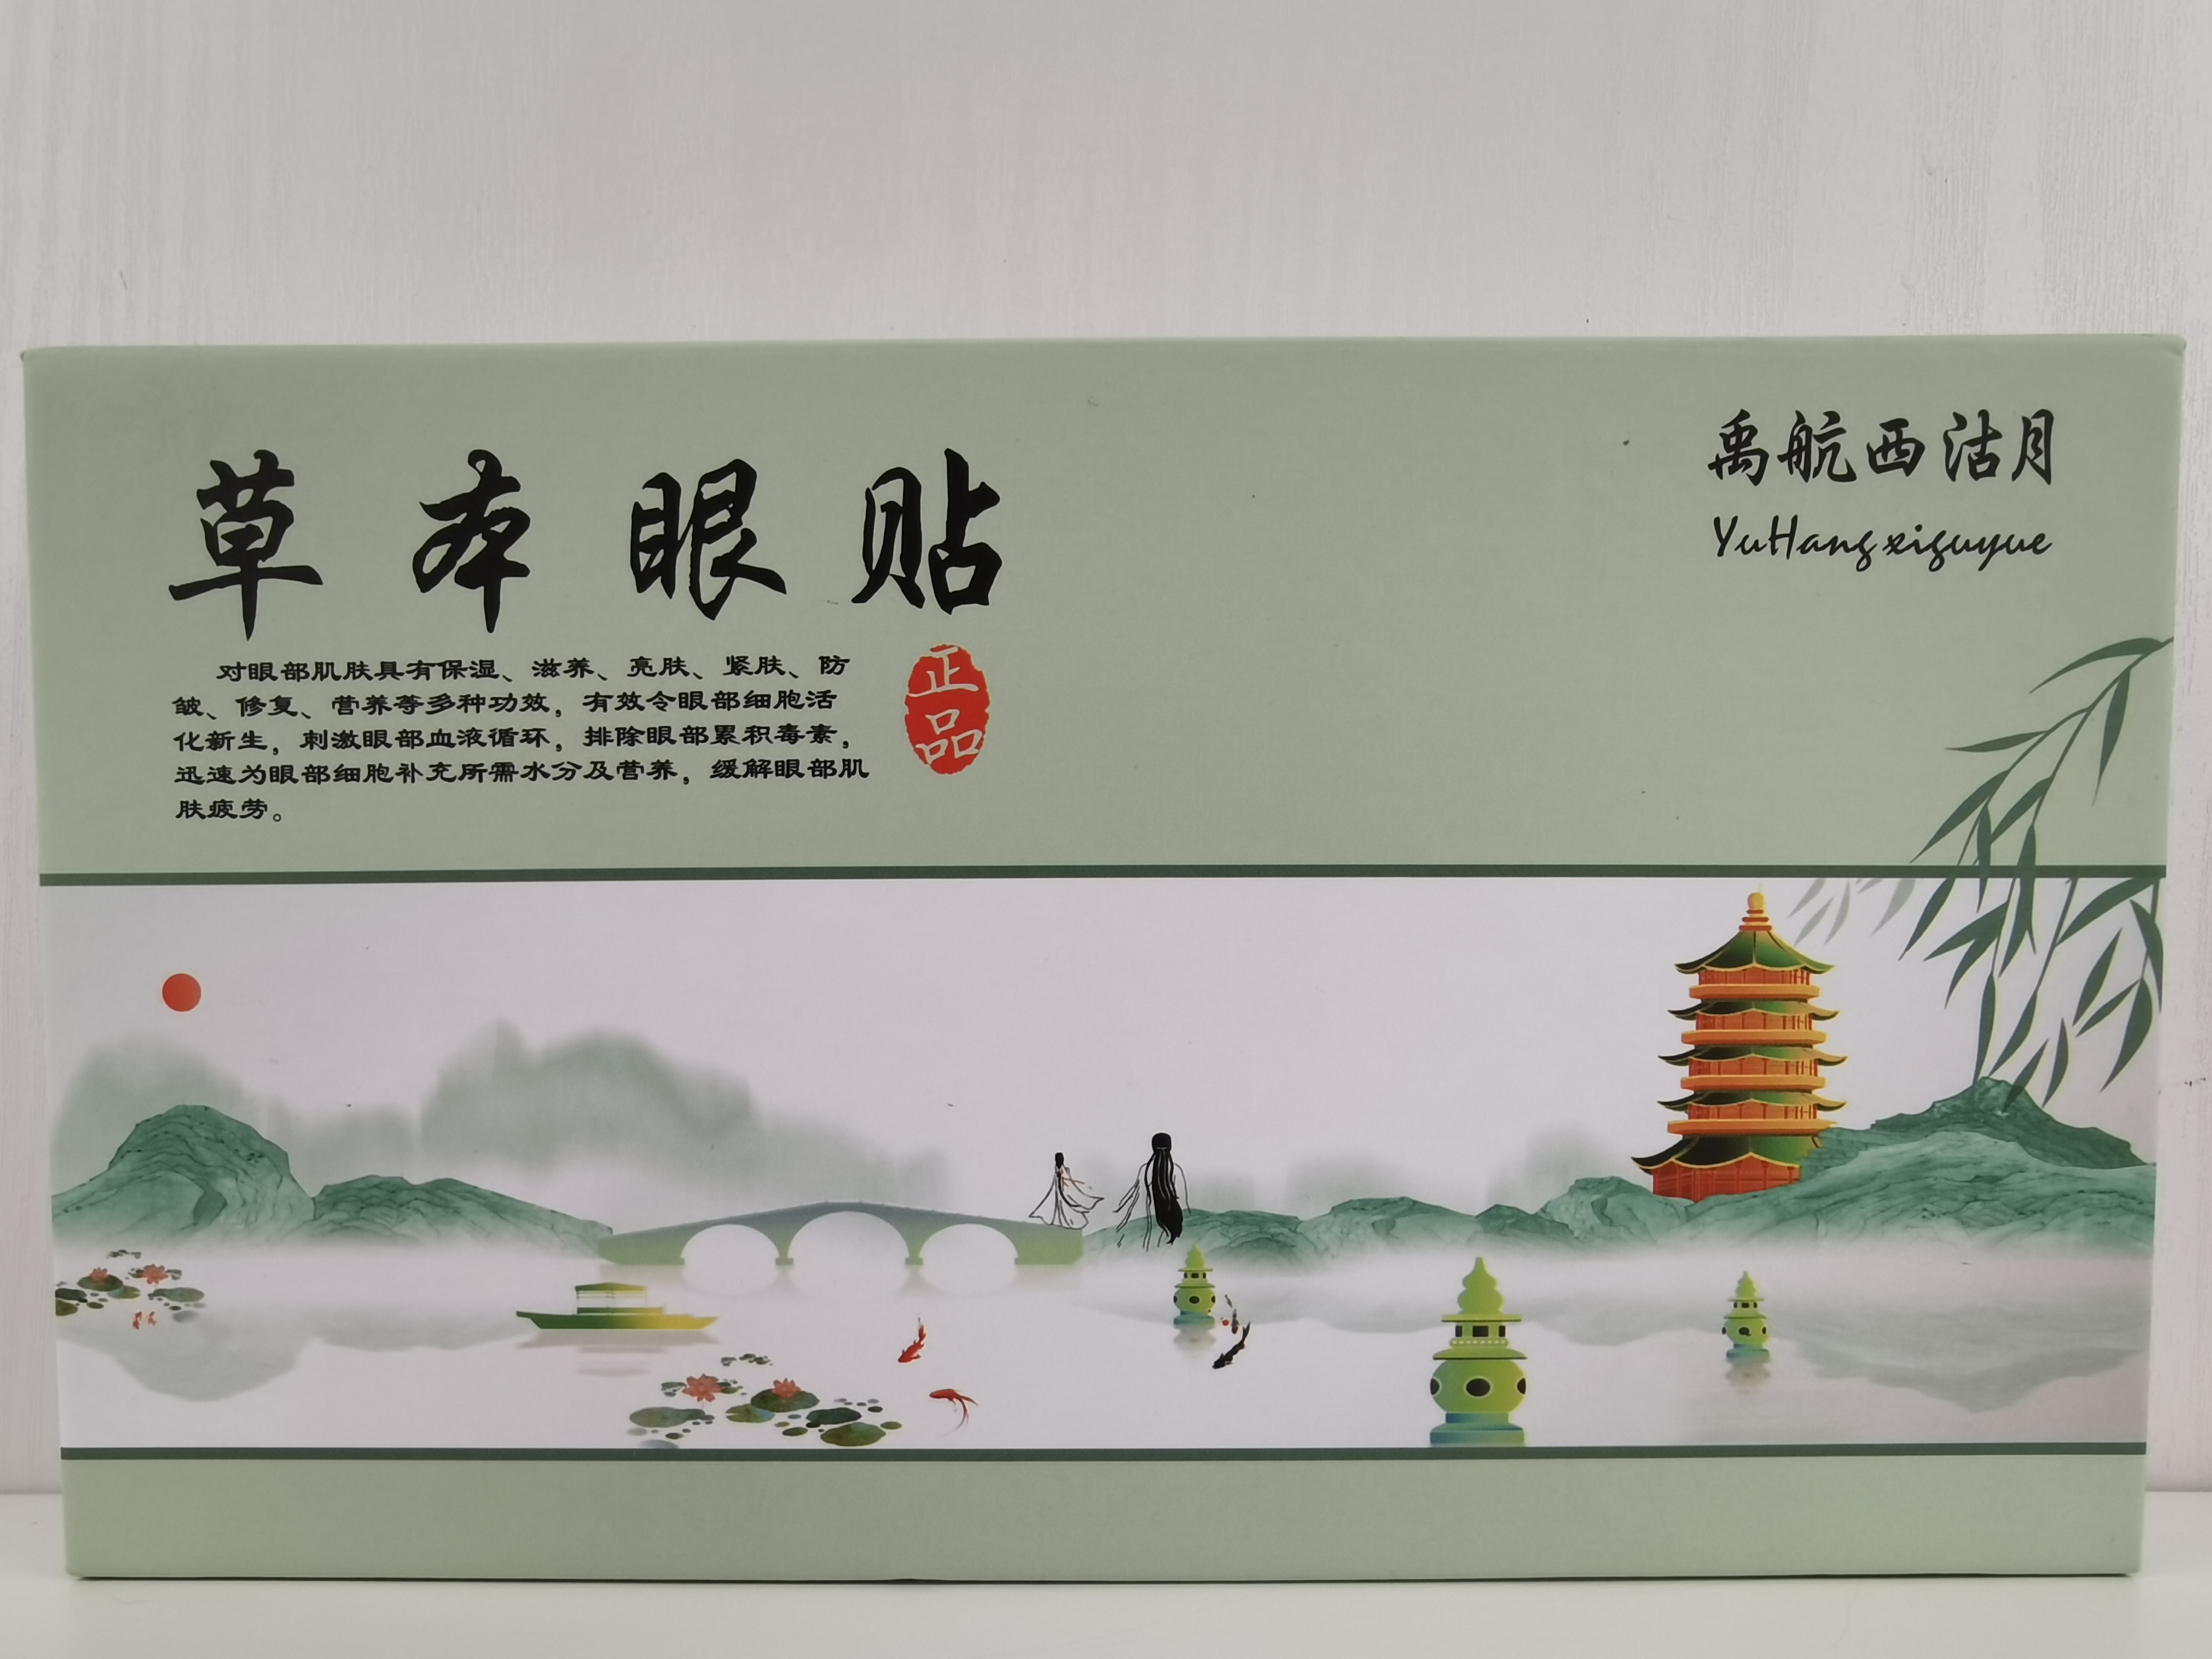 草本眼贴
对眼部肌肤具有保湿、滋养、亮肤、紧肤、防
皱、修复、营养等多种功效，有效令眼部细胞活
化新生，刺激眼部血液循环，排除眼部累积毒素，
迅速为眼部细胞补充所需水分及营养，缓解眼部肌
肤疲劳。
正
品
禹航西沽月
YuHangxiguyue